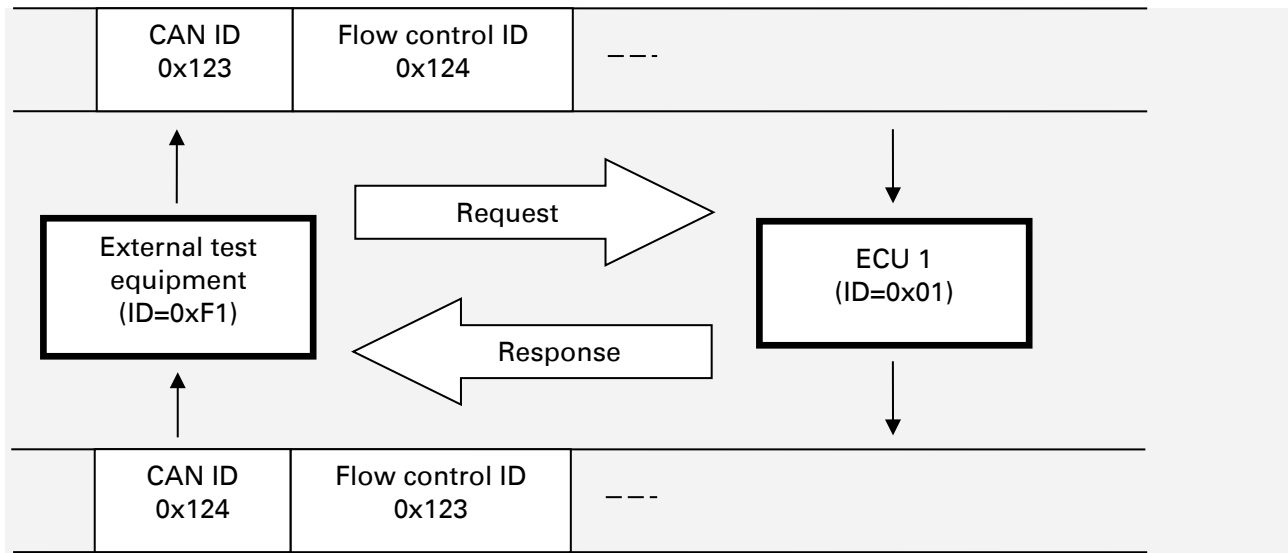 CAN ID
0x123
Flow control ID
0x124
Request
External test
equipment
(ID=0xF1)
ECU 1
(ID=0x01)
Response
CAN ID
0x124
Flow control ID
0x123